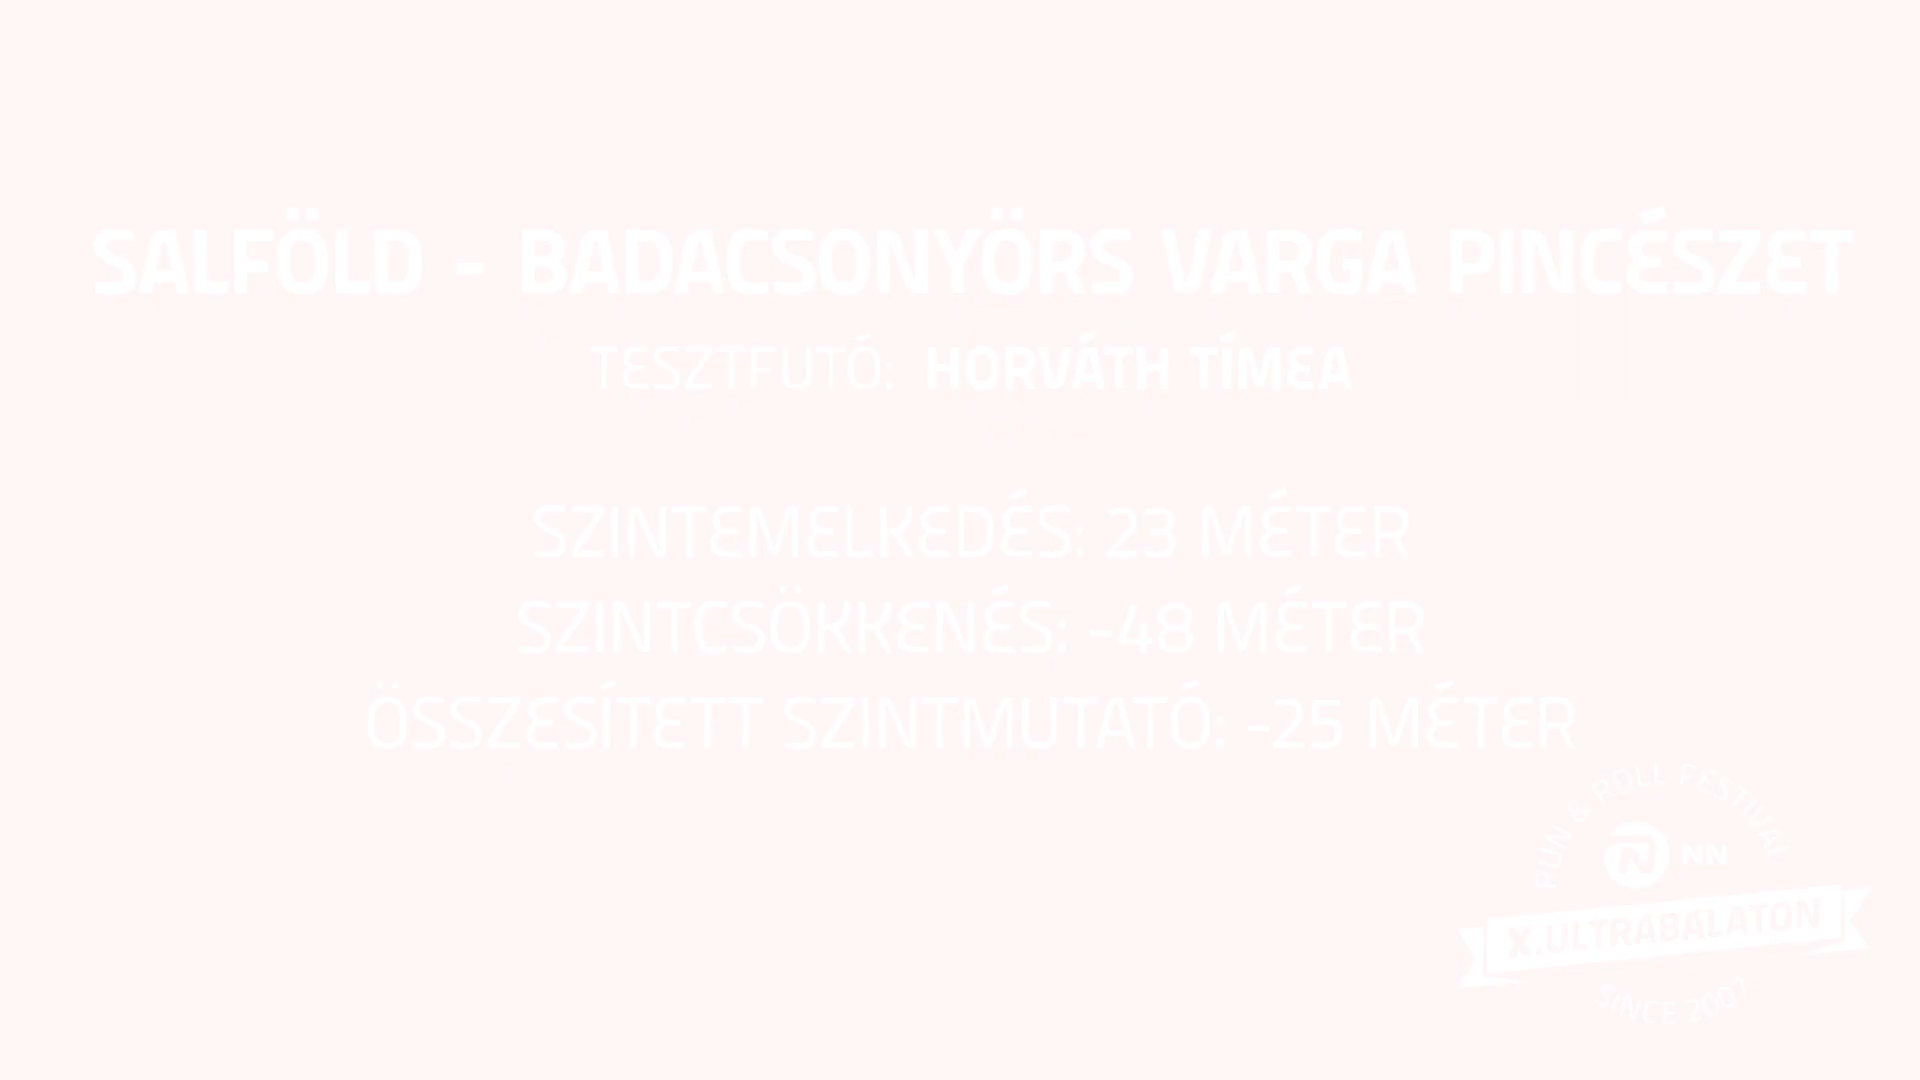 SALFÖLD - BADACSONYÖRS VARGA PINCÉSZET
TESZTFUTÓ: HORVÁTH TÍMEA
SZINTEMELKEDÉS: 23 MÉTER
SZINTCSÖKKENÉS: -48 MÉTER
ÖSSZESÍTETT SZINTMUTATÓ: -25 MÉTER
RUN & ROLL FESTIVAL
NN
X.ULTRABALATON
SINCE 2007